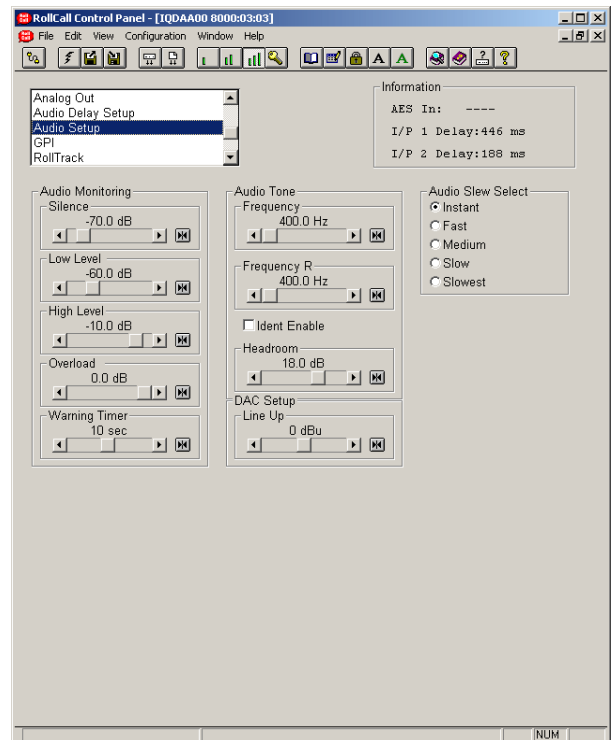 RollCall Control Panel - [IQDAA00 8000:03:03]
File Edit View Configuration Window Help
A A
Analog Out
Audio Delay Setup
Audio Setup
GPI
RollTrack
Information
AES In: ----
I/P 1 Delay:446 ms
I/P 2 Delay:188 ms
Audio Monitoring
Silence
-70.0 dB
Low Level
-60.0 dB
High Level
-10.0 dB
Overload
0.0 dB
Warning Timer
10 sec
Audio Tone
Frequency
400.0 Hz
Frequency R
400.0 Hz
Ident Enable
Headroom
18.0 dB
DAC Setup
Line Up
0 dBu
Audio Slew Select
Instant
Fast
Medium
Slow
Slowest
NUM